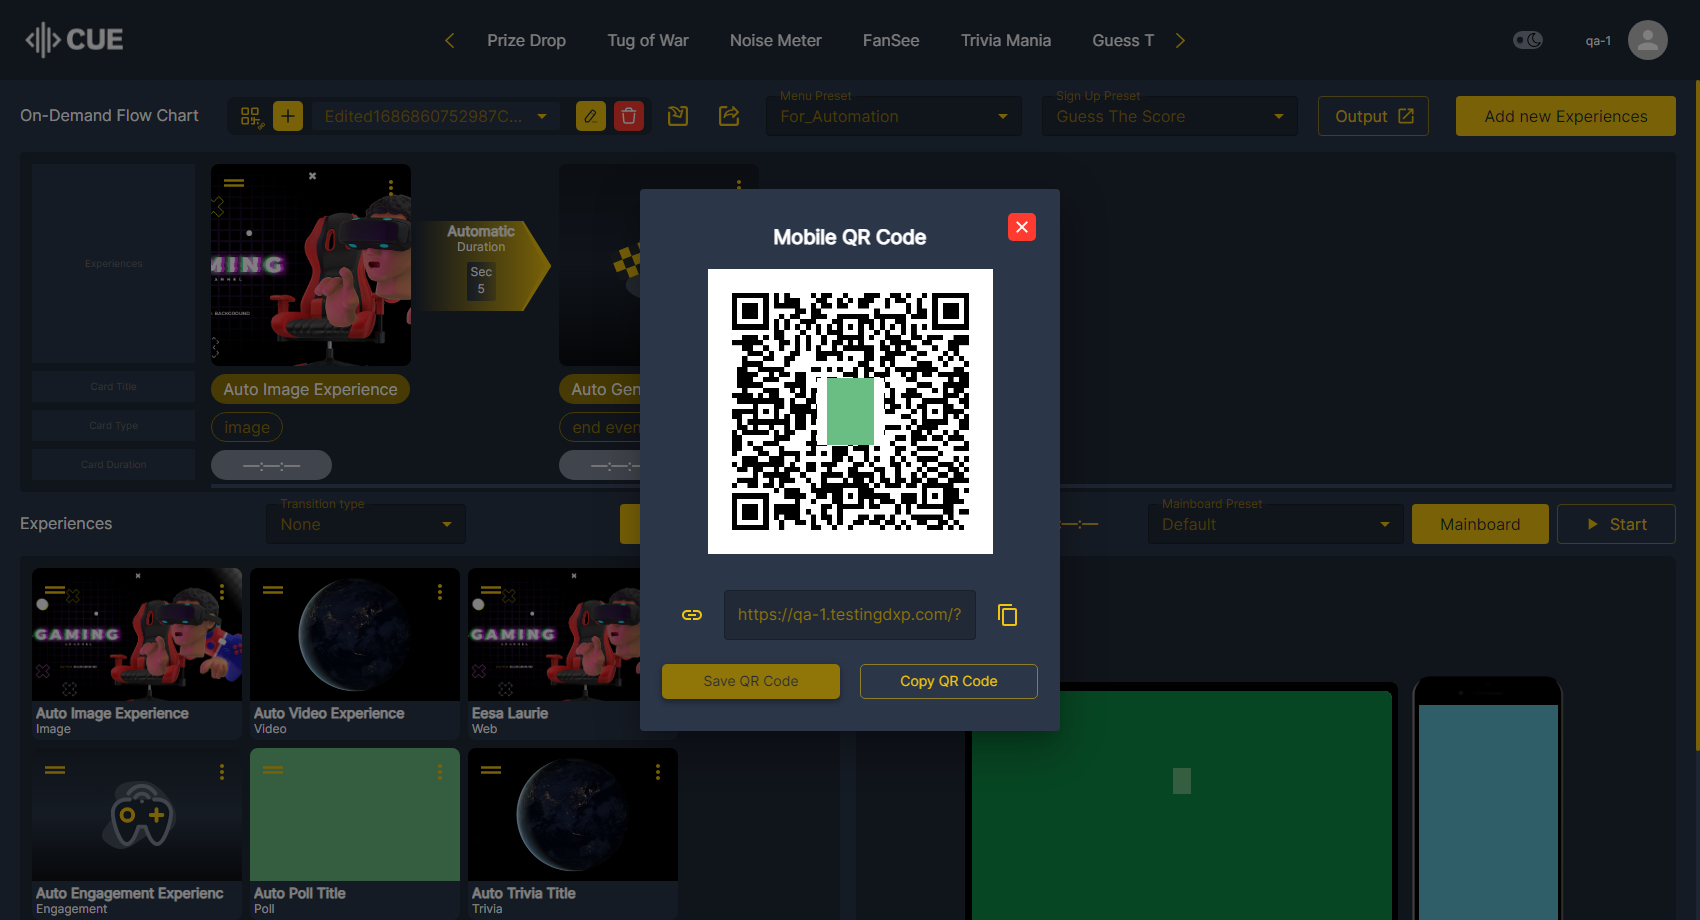 CUE
Prize Drop
Tug of War
Noise Meter
FanSee
Trivia Mania
Guess T
qa-1
On-Demand Flow Chart
Edited1686860752987C...
Menu Preset
For_Automation
Sign Up Preset
Guess The Score
Output
Add new Experiences
Experiences
Automatic
Duration
Sec
5
MING
BACKGROUND
Card Title
Auto Image Experience
Auto Gen
Card Type
image
end even
Card Duration
—:—:—
—:—:—
Mobile QR Code
https://qa-1.testingdxp.com/?
Save QR Code
Copy QR Code
Experiences
Transition type
None
—:—
Mainboard Preset
Default
Mainboard
Start
GAMING
Auto Image Experience
Image
Auto Video Experience
Video
GAMING
Eesa Laurie
Web
Auto Engagement Experienc
Engagement
Auto Poll Title
Poll
Auto Trivia Title
Trivia